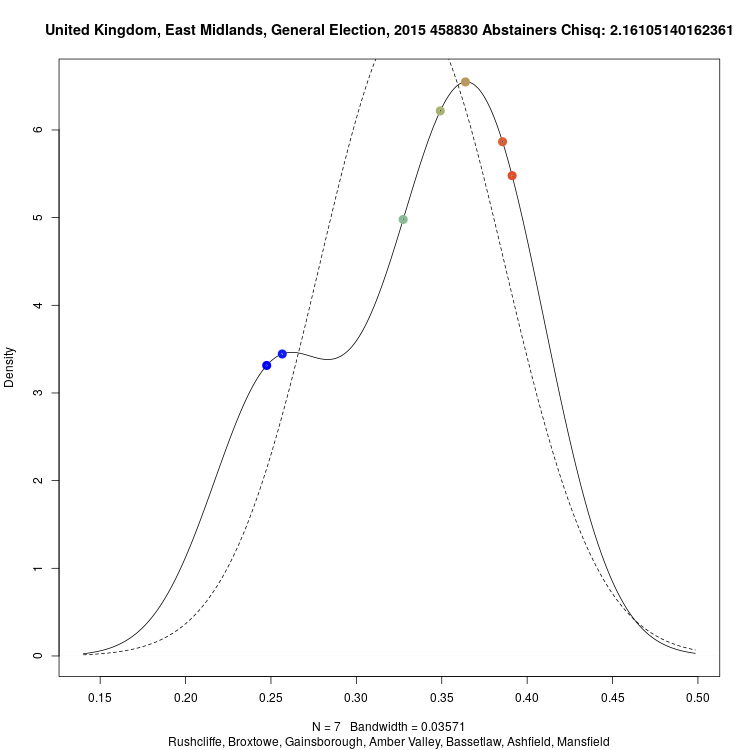 United Kingdom, East Midlands, General Election, 2015 458830 Abstainers Chisq: 2.16105140162361
Density
6
5
4
3
2
1
0
0.15 0.20 0.25 0.30 0.35 0.40 0.45 0.50
N = 7 Bandwidth = 0.03571
Rushcliffe, Broxtowe, Gainsborough, Amber Valley, Bassetlaw, Ashfield, Mansfield